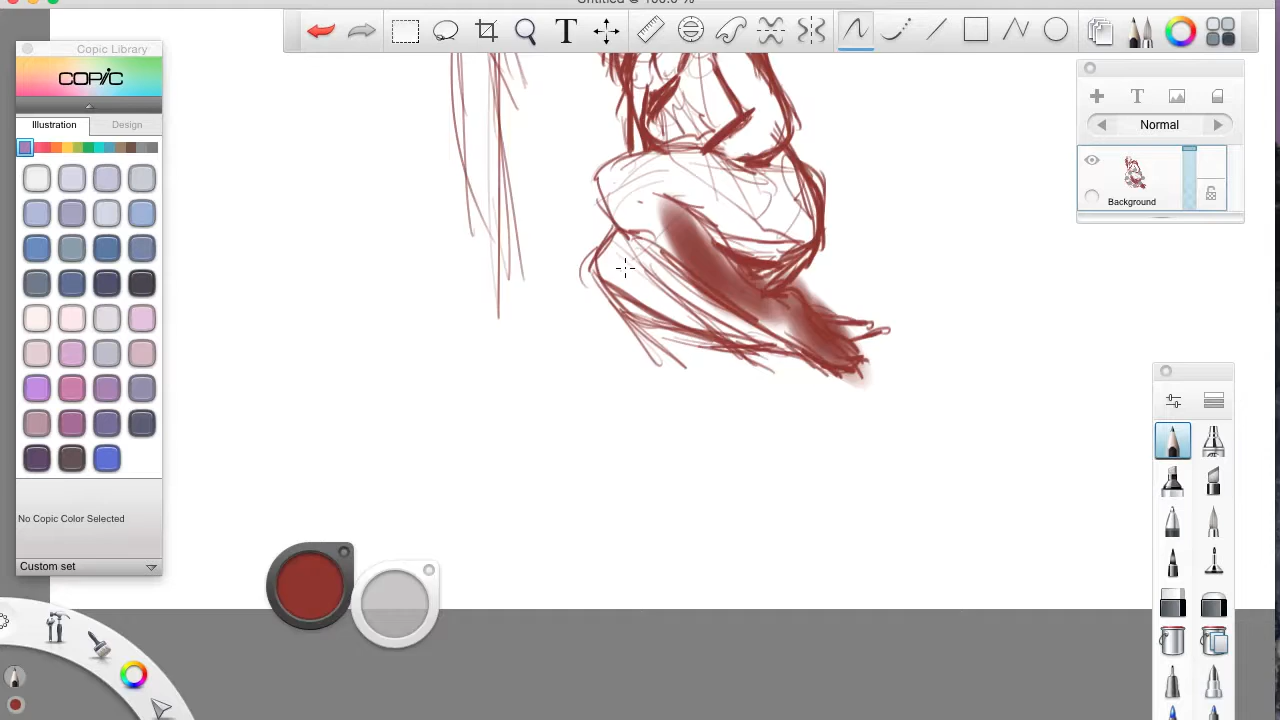 Untitled @ 100.0 %
Copic Library
COPIC
Illustration
Design
No Copic Color Selected
Custom set
T
T
Normal
Background